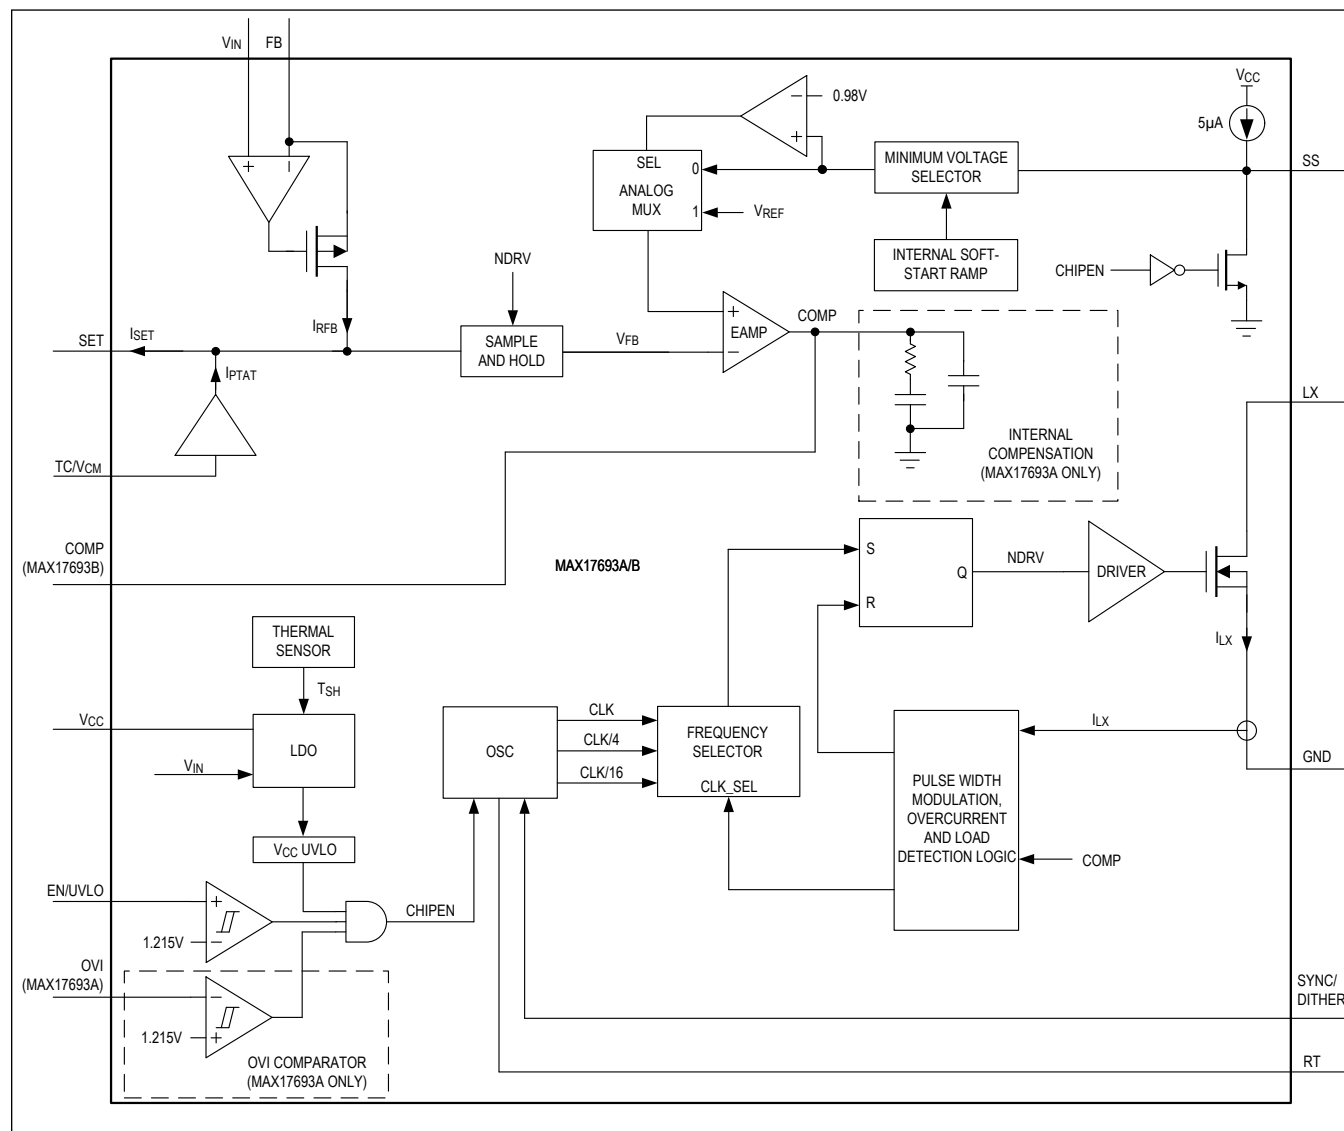 VIN
FB
VCC
0.98V
5µA
SEL
ANALOG
MUX
0
1
VREF
MINIMUM VOLTAGE
SELECTOR
SS
INTERNAL SOFT-
START RAMP
CHIPEN
NDRV
SET
ISET
IRFB
IPTAT
SAMPLE
AND HOLD
VFB
EAMP
COMP
INTERNAL
COMPENSATION
(MAX17693A ONLY)
LX
TC/VCM
COMP
(MAX17693B)
MAX17693A/B
S
R
Q
NDRV
DRIVER
ILX
THERMAL
SENSOR
TSH
VCC
LDO
VIN
VCC UVLO
OSC
CLK
CLK/4
CLK/16
FREQUENCY
SELECTOR
CLK_SEL
ILX
PULSE WIDTH
MODULATION,
OVERCURRENT
AND LOAD
DETECTION LOGIC
COMP
GND
EN/UVLO
1.215V
CHIPEN
OVI
(MAX17693A)
1.215V
OVI COMPARATOR
(MAX17693A ONLY)
SYNC/
DITHER
RT